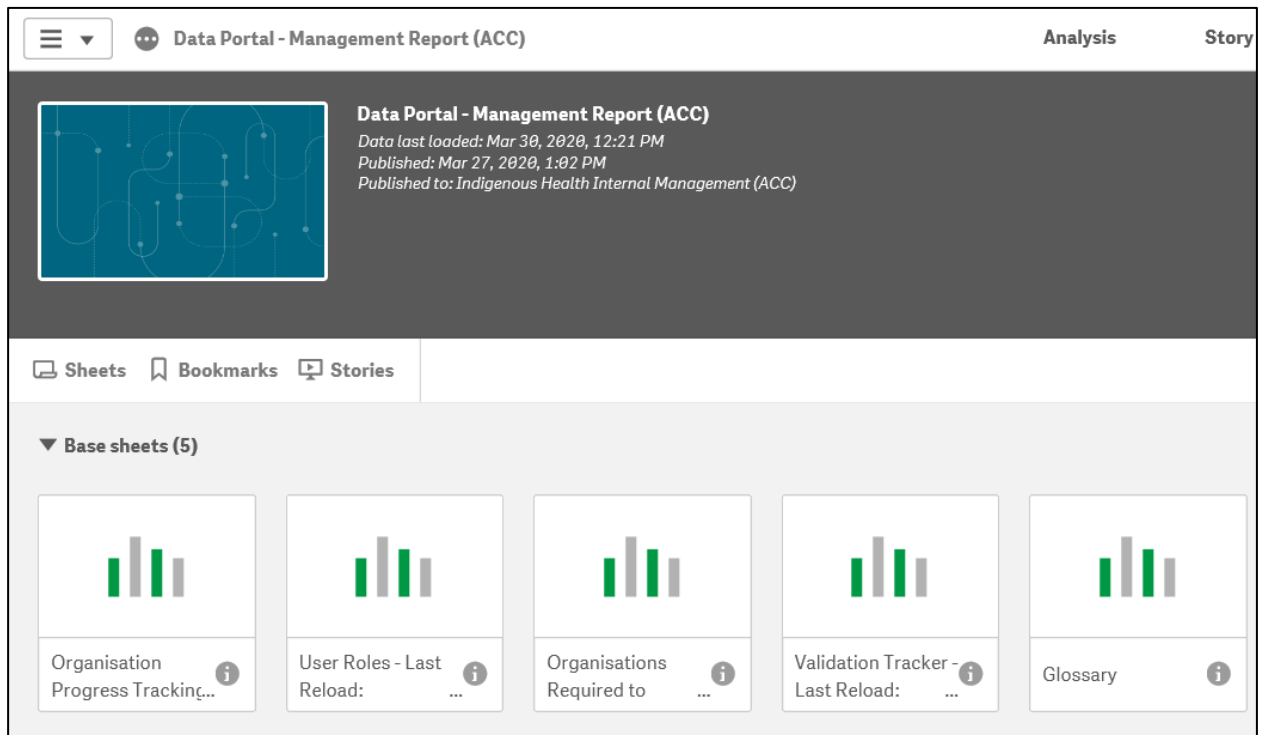 Data Portal - Management Report (ACC)
Analysis
Story
Data Portal - Management Report (ACC)
Data last loaded: Mar 30, 2020, 12:21 PM
Published: Mar 27, 2020, 1:02 PM
Published to: Indigenous Health Internal Management (ACC)
Sheets
Bookmarks
Stories
Base sheets (5)
Organisation
Progress Tracking...
User Roles - Last
Reload: ...
Organisations
Required to ...
Validation Tracker -
Last Reload: ...
Glossary